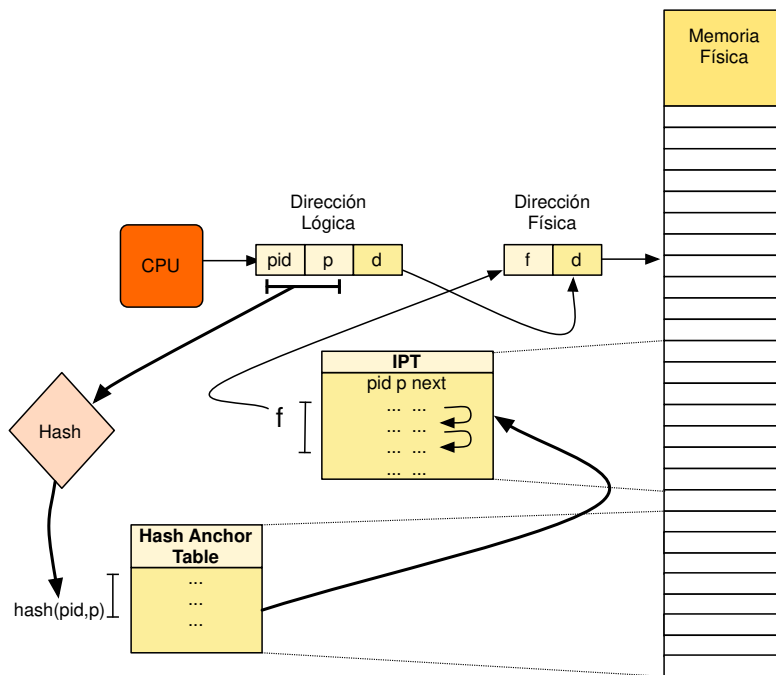 Memoria
Física
Dirección
Lógica
Dirección
Física
CPU
pid p d
f d
IPT
pid p next
... ...
... ...
... ...
... ...
f
Hash
Hash Anchor
Table
...
...
...
hash(pid,p)